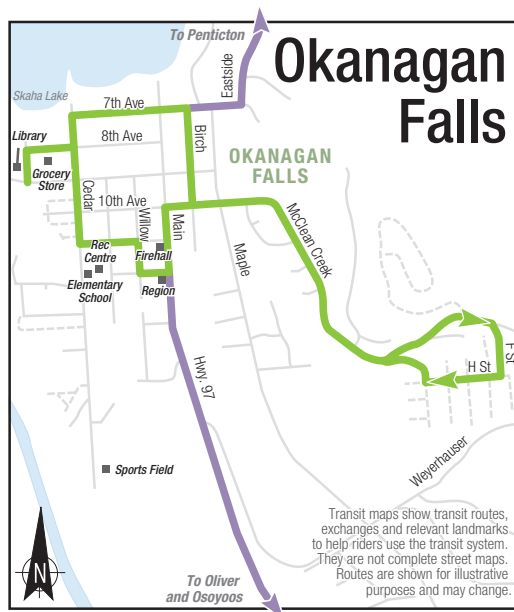 To Penticton
Okanagan
Falls
Eastside
Skaha Lake
7th Ave
Library
8th Ave
Birch
OKANAGAN
FALLS
Grocery
Store
Cedar
10th Ave
Willow
Main
McClean Creek
Rec
Centre
Firehall
Maple
Elementary
School
Region
F St
H St
Hwy. 97
Weyerhauser
Sports Field
Transit maps show transit routes,
exchanges and relevant landmarks
to help riders use the transit system.
They are not complete street maps.
Routes are shown for illustrative
purposes and may change.
N
To Oliver
and Osoyoos